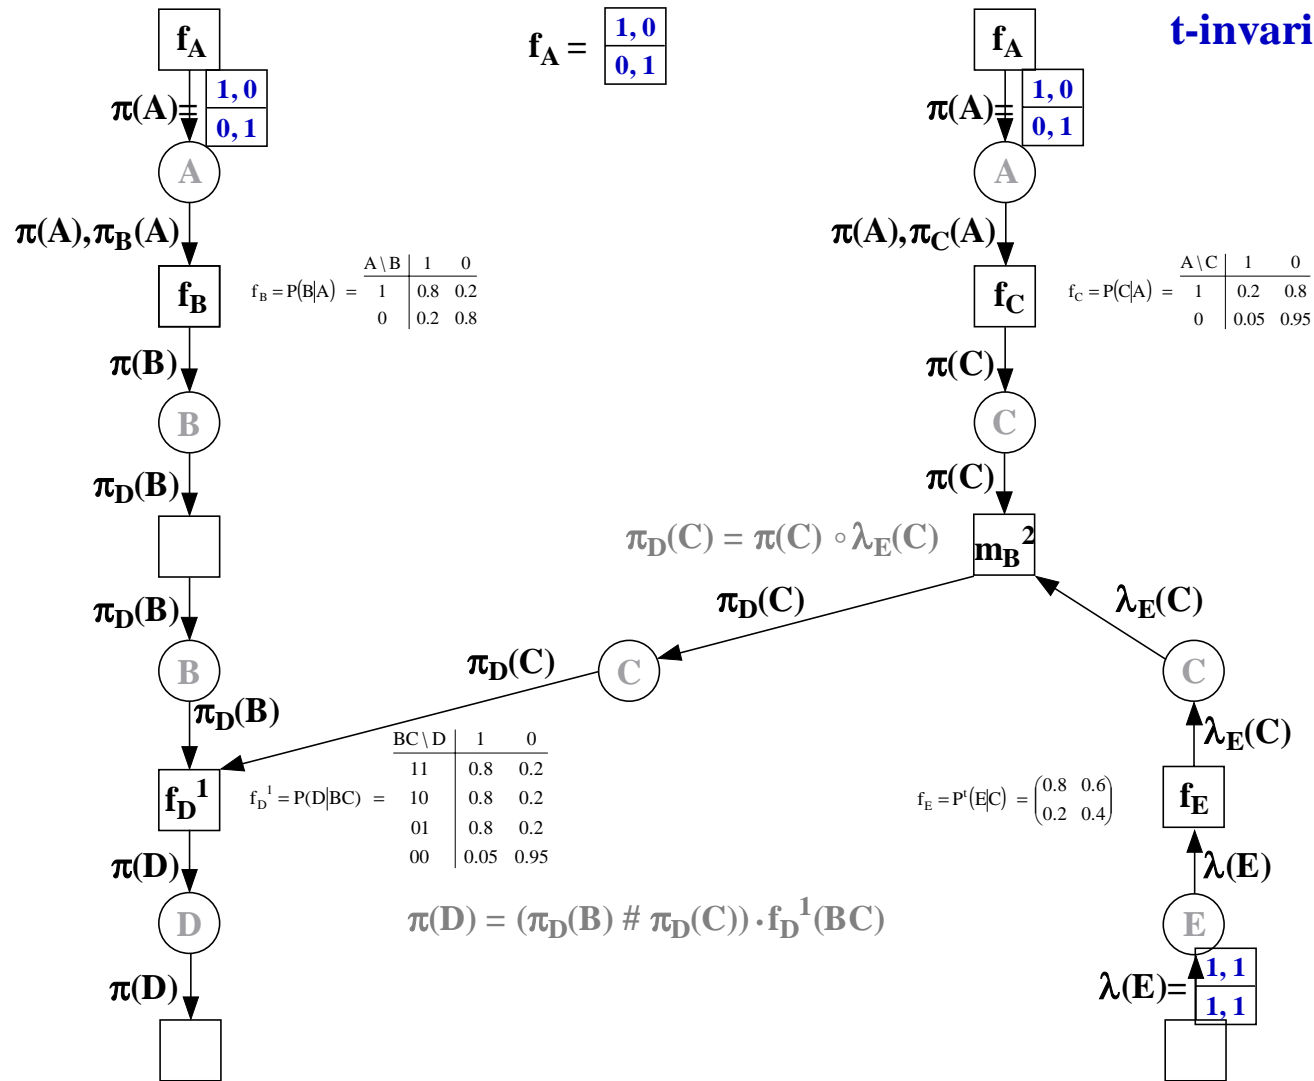 f_A
f_A =
1, 0
0, 1
f_A
t-invari
π(A)=
1, 0
0, 1
π(A)=
1, 0
0, 1
A
A
π(A),π_B(A)
π(A),π_C(A)
f_B
f_B = P(B|A) =
A \ B 1 0
1 0.8 0.2
0 0.2 0.8
f_C
f_C = P(C|A) =
A \ C 1 0
1 0.2 0.8
0 0.05 0.95
π(B)
π(C)
B
C
π_D(B)
π(C)
π_D(C) = π(C) ∘ λ_E(C)
m_B^2
π_D(B)
π_D(C)
λ_E(C)
B
π_D(C)
C
C
π_D(B)
λ_E(C)
f_D^1
f_D^1 = P(D|BC) =
BC \ D 1 0
11 0.8 0.2
10 0.8 0.2
01 0.8 0.2
00 0.05 0.95
f_E = P^t(E|C) =
0.8 0.6
0.2 0.4
f_E
π(D)
λ(E)
D
π(D) = (π_D(B) # π_D(C)) · f_D^1(BC)
E
π(D)
λ(E)=
1, 1
1, 1